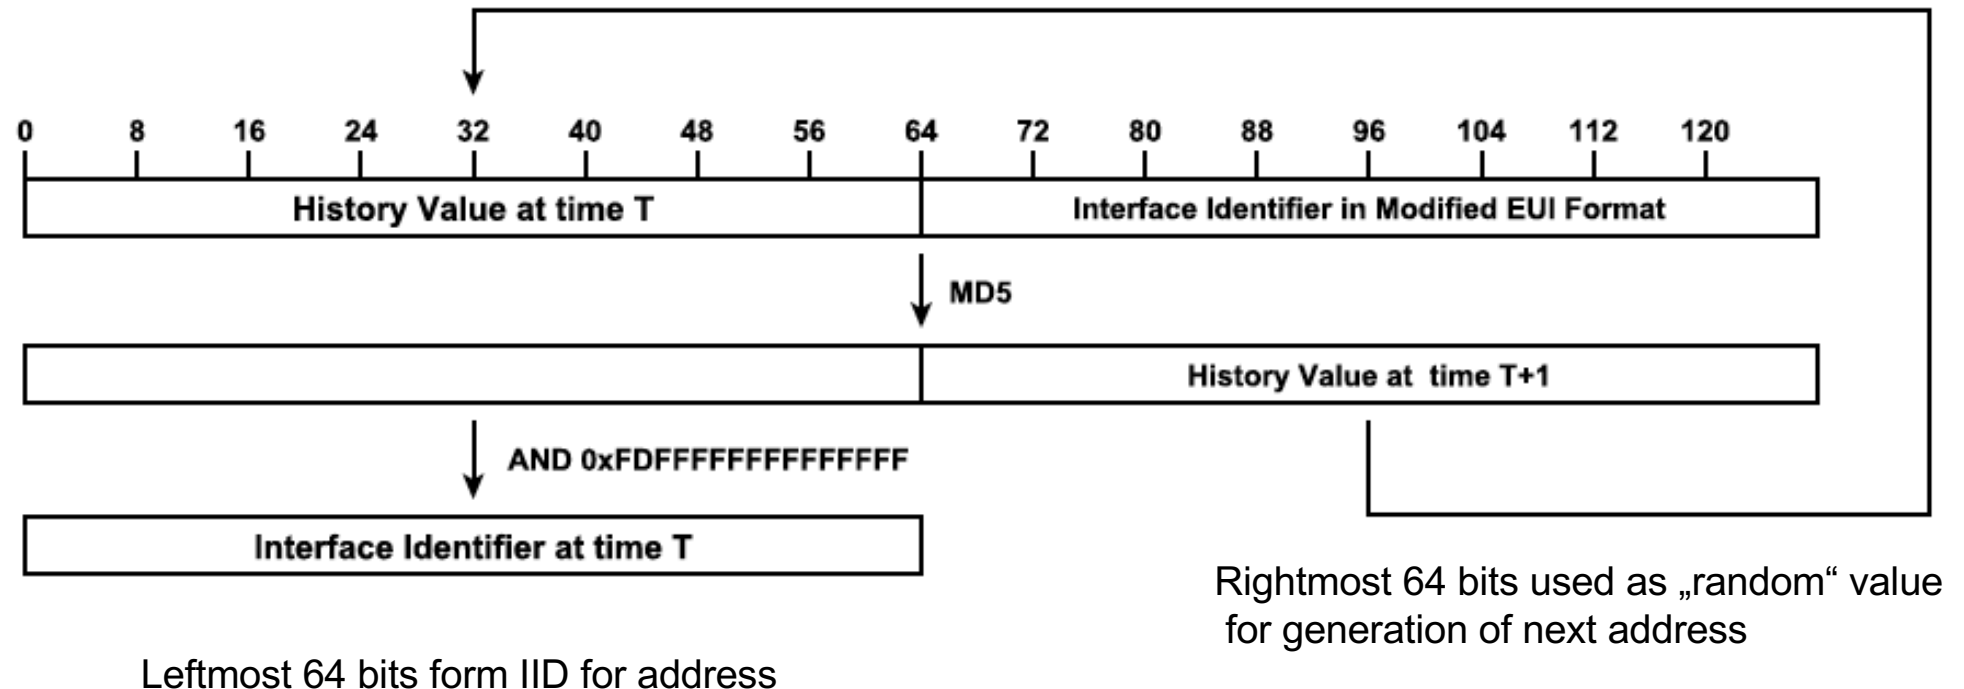 0 8 16 24 32 40 48 56 64 72 80 88 96 104 112 120
History Value at time T
Interface Identifier in Modified EUI Format
MD5
History Value at time T+1
AND 0xFDFFFFFFFFFFFFFF
Interface Identifier at time T
Rightmost 64 bits used as „random“ value
for generation of next address
Leftmost 64 bits form IID for address